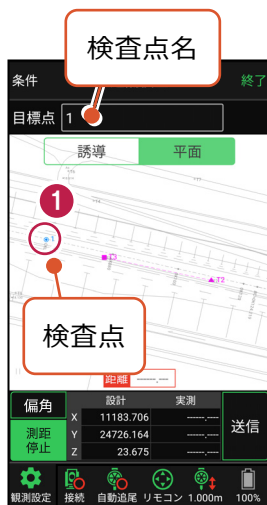 検査点名
条件
終了
目標点 1
誘導 平面
1
1
T3
T2
検査点
距離 -----.---
偏角
設計 実測
X 11183.706 -----.---
測距停止
Y 24726.164 -----.---
送信
Z 23.675 -----.---
観測設定 接続 自動追尾 リモコン 1.000m 100%